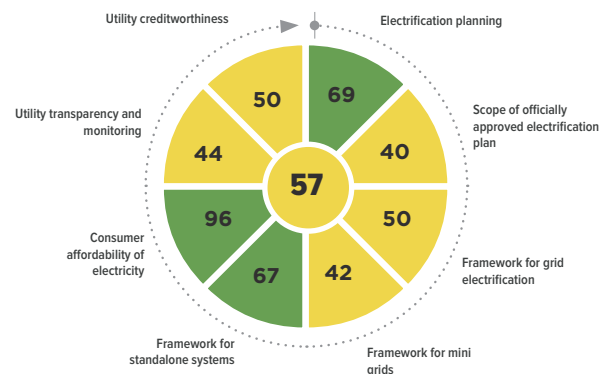 Utility creditworthiness
Electrification planning
50
69
Utility transparency and
monitoring
Scope of officially
approved electrification
plan
44
40
57
96
50
Consumer
affordability of
electricity
Framework for grid
electrification
67
42
Framework for
standalone systems
Framework for mini
grids